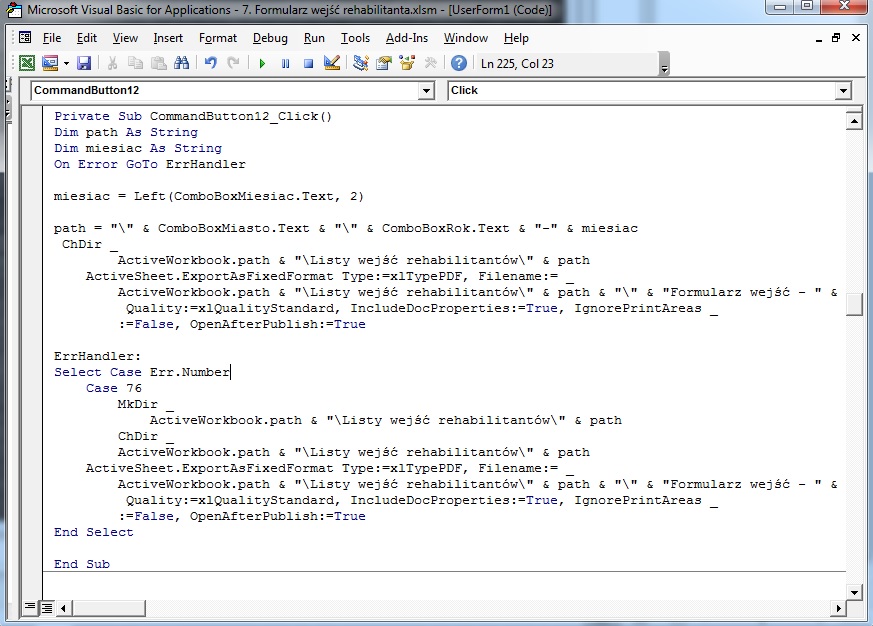 Microsoft Visual Basic for Applications - 7. Formularz wejść rehabilitanta.xlsm - [UserForm1 (Code)]
File Edit View Insert Format Debug Run Tools Add-Ins Window Help
Ln 225, Col 23
CommandButton12 Click
Private Sub CommandButton12_Click()
Dim path As String
Dim miesiac As String
On Error GoTo ErrHandler
miesiac = Left(ComboBoxMiesiac.Text, 2)
path = "\" & ComboBoxMiasto.Text & "\" & ComboBoxRok.Text & "-" & miesiac
ChDir _
ActiveWorkbook.path & "\Listy wejść rehabilitantów\" & path
ActiveSheet.ExportAsFixedFormat Type:=xlTypePDF, Filename:= _
ActiveWorkbook.path & "\Listy wejść rehabilitantów\" & path & "\" & "Formularz wejść - " &
Quality:=xlQualityStandard, IncludeDocProperties:=True, IgnorePrintAreas _
:=False, OpenAfterPublish:=True
ErrHandler:
Select Case Err.Number
Case 76
MkDir _
ActiveWorkbook.path & "\Listy wejść rehabilitantów\" & path
ChDir _
ActiveWorkbook.path & "\Listy wejść rehabilitantów\" & path
ActiveSheet.ExportAsFixedFormat Type:=xlTypePDF, Filename:= _
ActiveWorkbook.path & "\Listy wejść rehabilitantów\" & path & "\" & "Formularz wejść - " &
Quality:=xlQualityStandard, IncludeDocProperties:=True, IgnorePrintAreas _
:=False, OpenAfterPublish:=True
End Select
End Sub